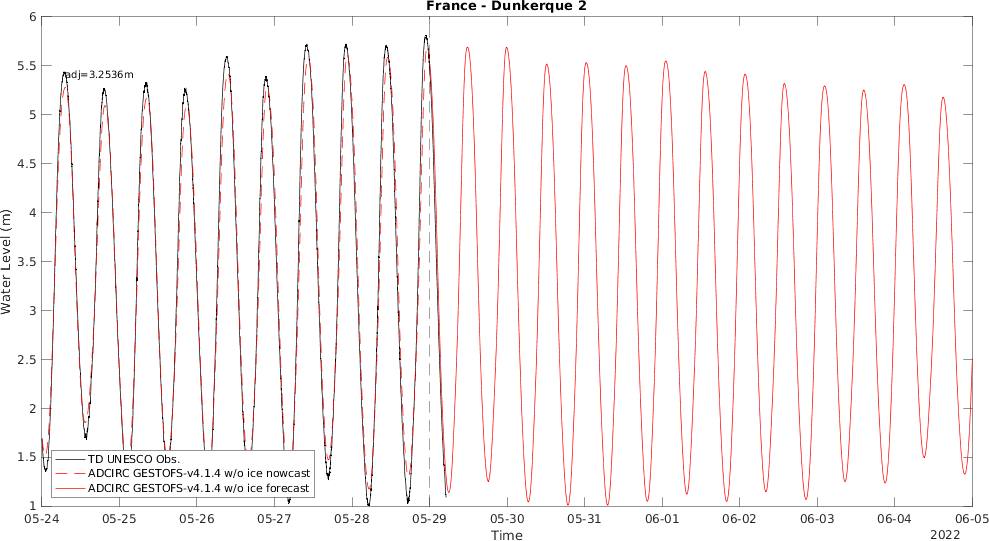 France - Dunkerque 2
6
5.5
5
4.5
4
3.5
3
2.5
2
1.5
1
Water Level (m)
adj=3.2536m
TD UNESCO Obs.
ADCIRC GESTOFS-v4.1.4 w/o ice nowcast
ADCIRC GESTOFS-v4.1.4 w/o ice forecast
05-24 05-25 05-26 05-27 05-28 05-29 05-30 05-31 06-01 06-02 06-03 06-04 06-05
Time
2022